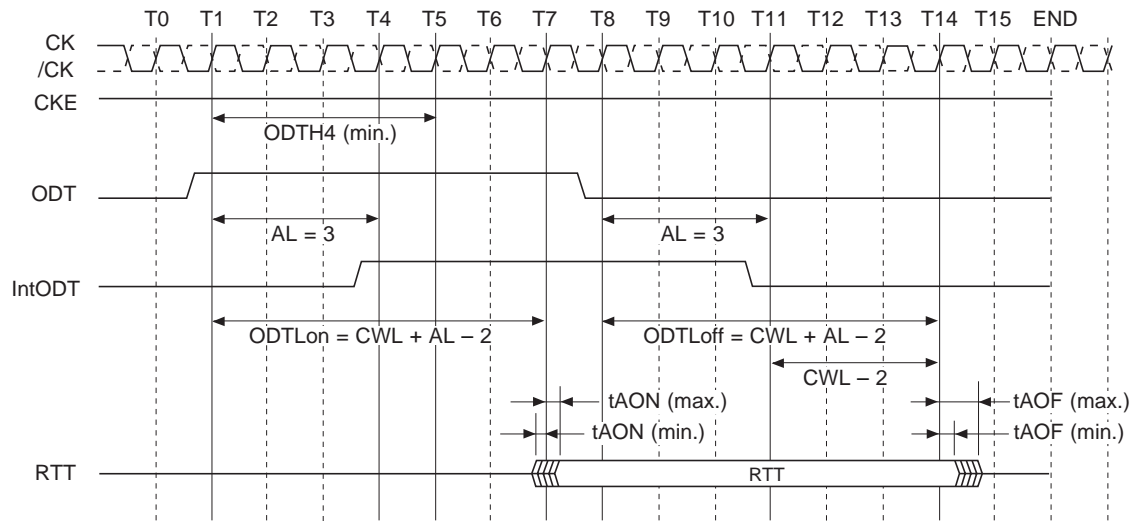 T0 T1 T2 T3 T4 T5 T6 T7 T8 T9 T10 T11 T12 T13 T14 T15 END
CK
/CK
CKE
ODTH4 (min.)
ODT
AL = 3 AL = 3
IntODT
ODTLon = CWL + AL – 2 ODTLoff = CWL + AL – 2
CWL – 2
tAON (max.) tAOF (max.)
tAON (min.) tAOF (min.)
RTT RTT